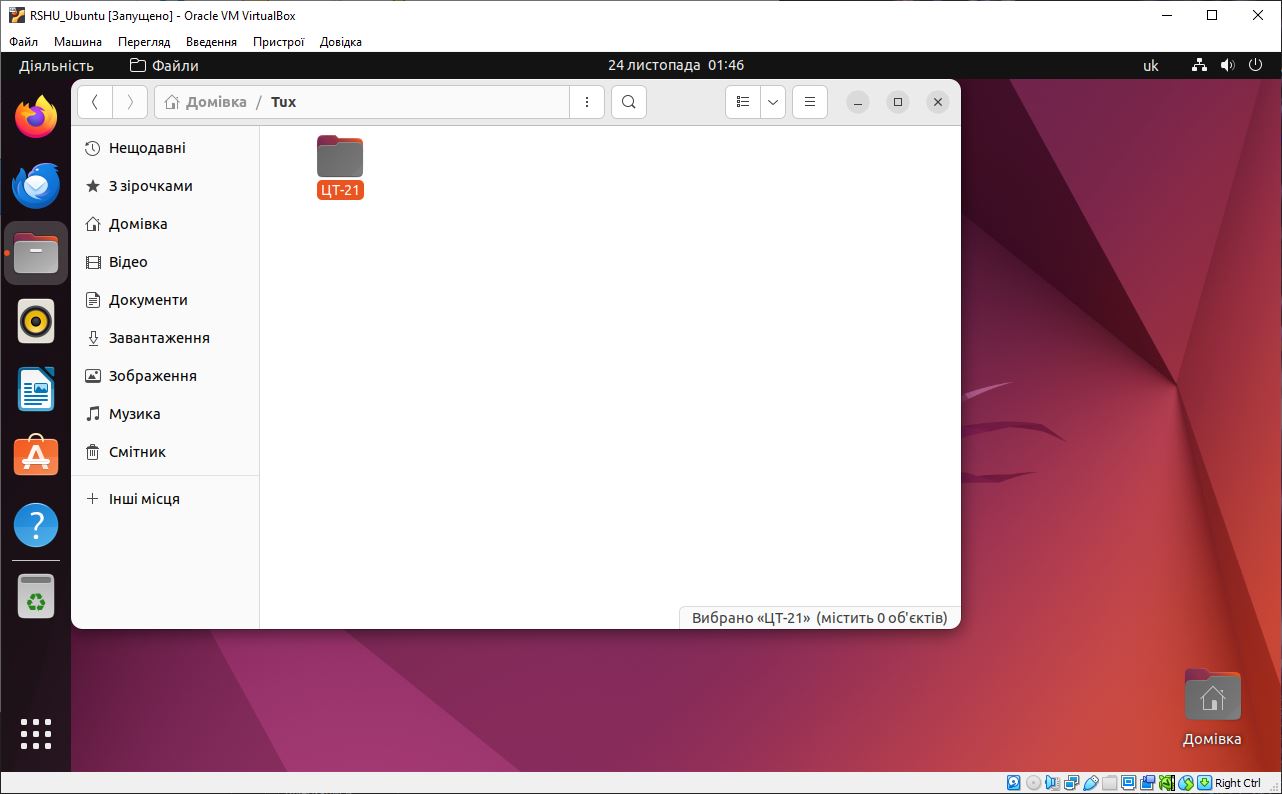 RSHU_Ubuntu [Запущено] - Oracle VM VirtualBox
Файл Машина Перегляд Введення Пристрої Довідка
Діяльність Файли 24 листопада 01:46 uk
Домівка / Tux
Нещодавні
З зірочками
Домівка
Відео
Документи
Завантаження
Зображення
Музика
Смітник
Інші місця
ЦТ-21
Вибрано «ЦТ-21» (містить 0 об'єктів)
Домівка
Right Ctrl